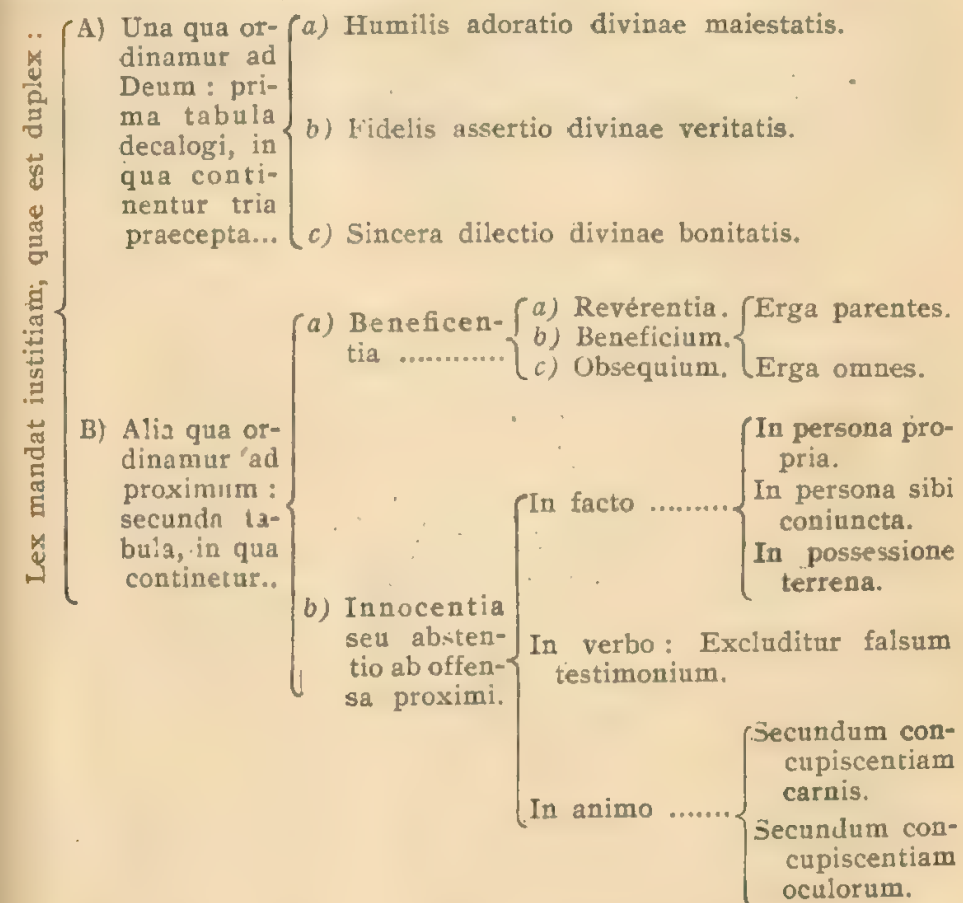 Lex mandat iustitiam; quae est duplex :
A) Una qua or-
dinamur ad
Deum : pri-
ma tabula
decalogi, in
qua conti-
nentur tria
praecepta...
a) Humilis adoratio divinae maiestatis.
b) Fidelis assertio divinae veritatis.
c) Sincera dilectio divinae bonitatis.
B) Alia qua or-
dinamur ad
proximum :
secunda ta-
bula, in qua
continetur..
a) Beneficen-
tia ............
a) Reverentia.
b) Beneficium.
c) Obsequium.
Erga parentes.
Erga omnes.
b) Innocentia
seu absten-
tio ab offen-
sa proximi.
In facto .........
In persona pro-
pria.
In persona sibi
coniuncta.
In possessione
terrena.
In verbo : Excluditur falsum
testimonium.
In animo .......
Secundum con-
cupiscentiam
carnis.
Secundum con-
cupiscentiam
oculorum.